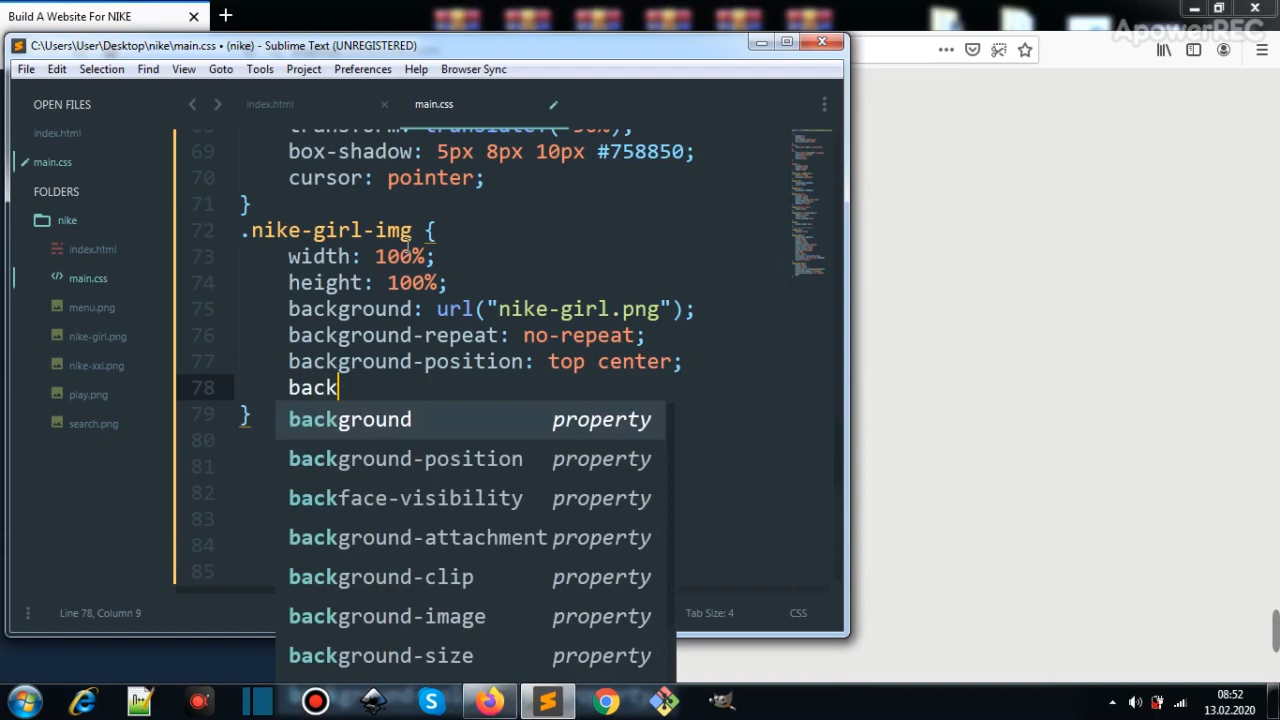 Build A Website For NIKE
ApowerREC
C:\Users\User\Desktop\nike\main.css • (nike) - Sublime Text (UNREGISTERED)
File Edit Selection Find View Goto Tools Project Preferences Help Browser Sync
OPEN FILES
index.html
main.css
FOLDERS
nike
index.html
main.css
menu.png
nike-girl.png
nike-xxl.png
play.png
search.png
index.html
main.css
69 box-shadow: 5px 8px 10px #758850;
70 cursor: pointer;
71 }
72 .nike-girl-img {
73 width: 100%;
74 height: 100%;
75 background: url("nike-girl.png");
76 background-repeat: no-repeat;
77 background-position: top center;
78 back
79 }
80
81
82
83
84
85
background property
background-position property
backface-visibility property
background-attachment property
background-clip property
background-image property
background-size property
Line 78, Column 9
Tab Size: 4
CSS
08:52
13.02.2020